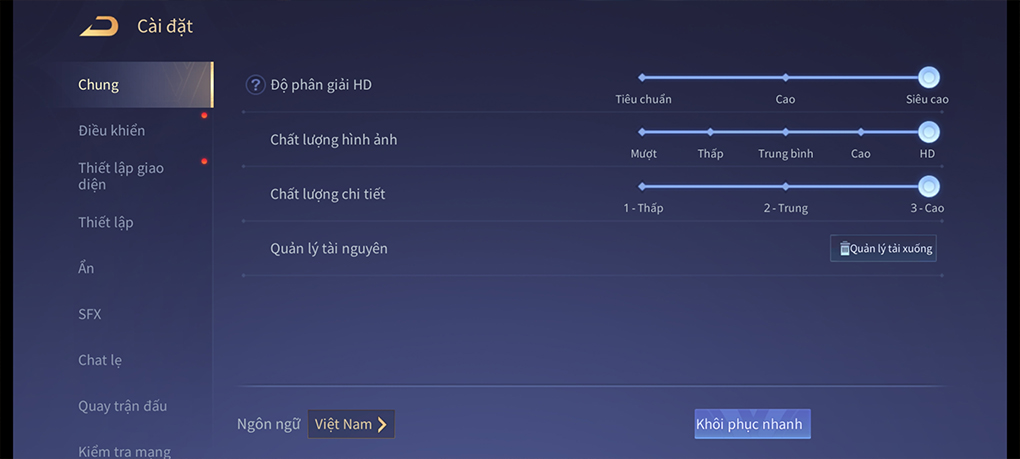 Cài đặt
Chung
Điều khiển
Thiết lập giao
diện
Thiết lập
Ẩn
SFX
Chat lẹ
Quay trận đấu
Kiểm tra mạng
? Độ phân giải HD
Tiêu chuẩn Cao Siêu cao
Chất lượng hình ảnh
Mượt Thấp Trung bình Cao HD
Chất lượng chi tiết
1 - Thấp 2 - Trung 3 - Cao
Quản lý tài nguyên
Quản lý tải xuống
Ngôn ngữ Việt Nam
Khôi phục nhanh